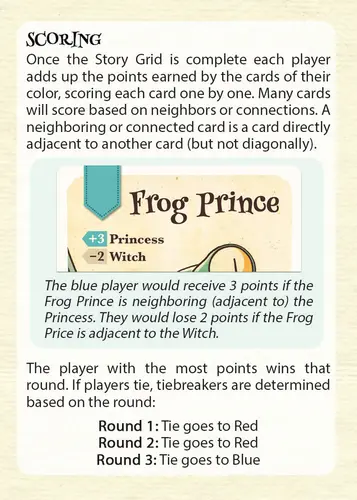 SCORING
Once the Story Grid is complete each player
adds up the points earned by the cards of their
color, scoring each card one by one. Many cards
will score based on neighbors or connections. A
neighboring or connected card is a card directly
adjacent to another card (but not diagonally).
Frog Prince
+3 Princess
-2 Witch
The blue player would receive 3 points if the
Frog Prince is neighboring (adjacent to) the
Princess. They would lose 2 points if the Frog
Price is adjacent to the Witch.
The player with the most points wins that
round. If players tie, tiebreakers are determined
based on the round:
Round 1: Tie goes to Red
Round 2: Tie goes to Red
Round 3: Tie goes to Blue